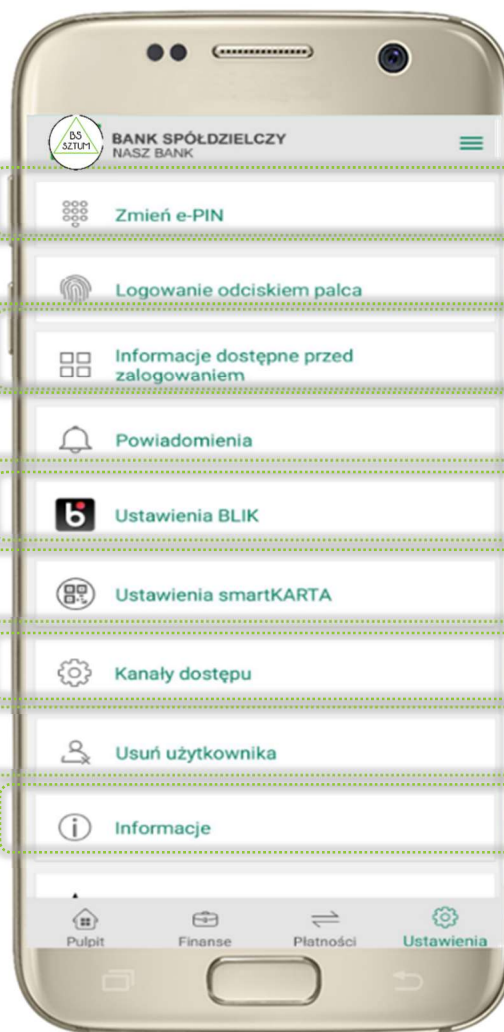 BS
SZTUM
BANK SPÓŁDZIELCZY
NASZ BANK
Zmień e-PIN
Logowanie odciskiem palca
Informacje dostępne przed
zalogowaniem
Powiadomienia
b
Ustawienia BLIK
Ustawienia smartKARTA
Kanały dostępu
Usuń użytkownika
Informacje
Pulpit
Finanse
Płatności
Ustawienia